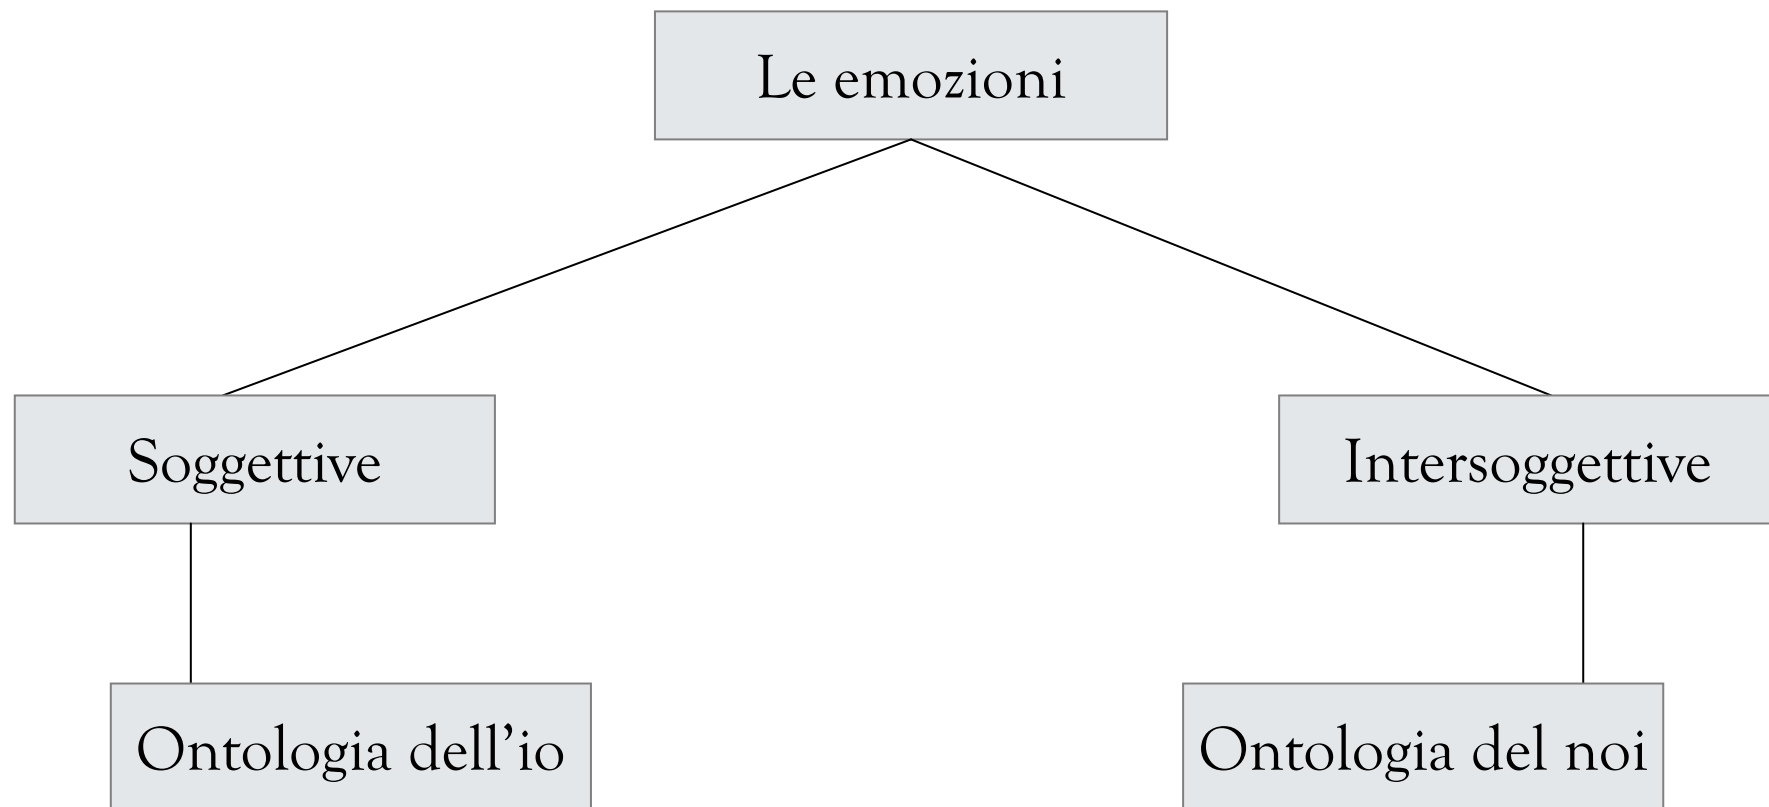 Le emozioni
Soggettive
Intersoggettive
Ontologia dell’io
Ontologia del noi